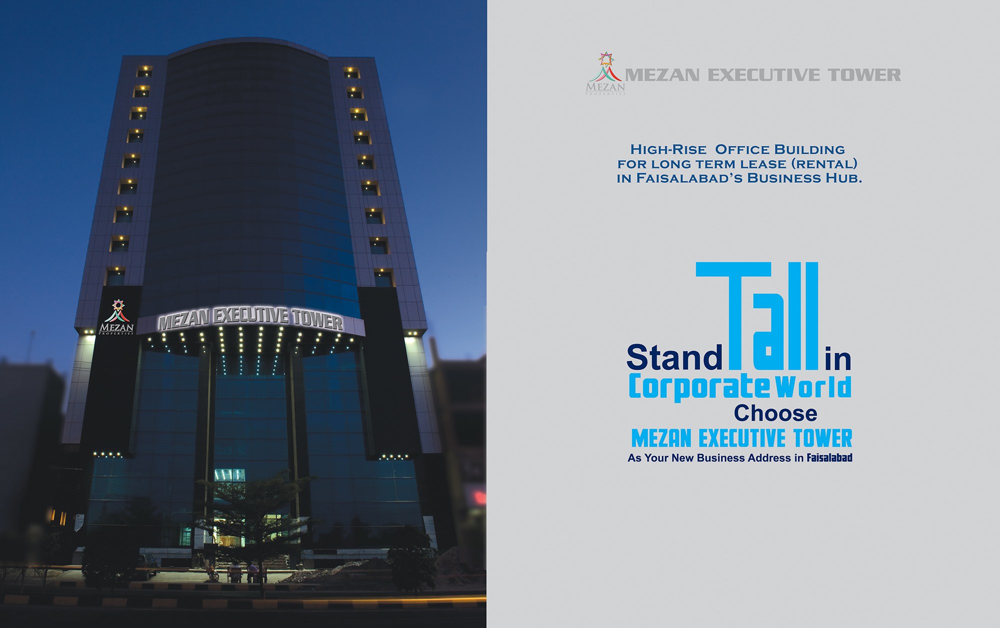 MEZAN EXECUTIVE TOWER
MEZAN
PROPERTIES
MEZAN EXECUTIVE TOWER
MEZAN
PROPERTIES
HIGH-RISE OFFICE BUILDING
FOR LONG TERM LEASE (RENTAL)
IN FAISALABAD'S BUSINESS HUB.
Stand Tall in
Corporate World
Choose
MEZAN EXECUTIVE TOWER
As Your New Business Address in Faisalabad